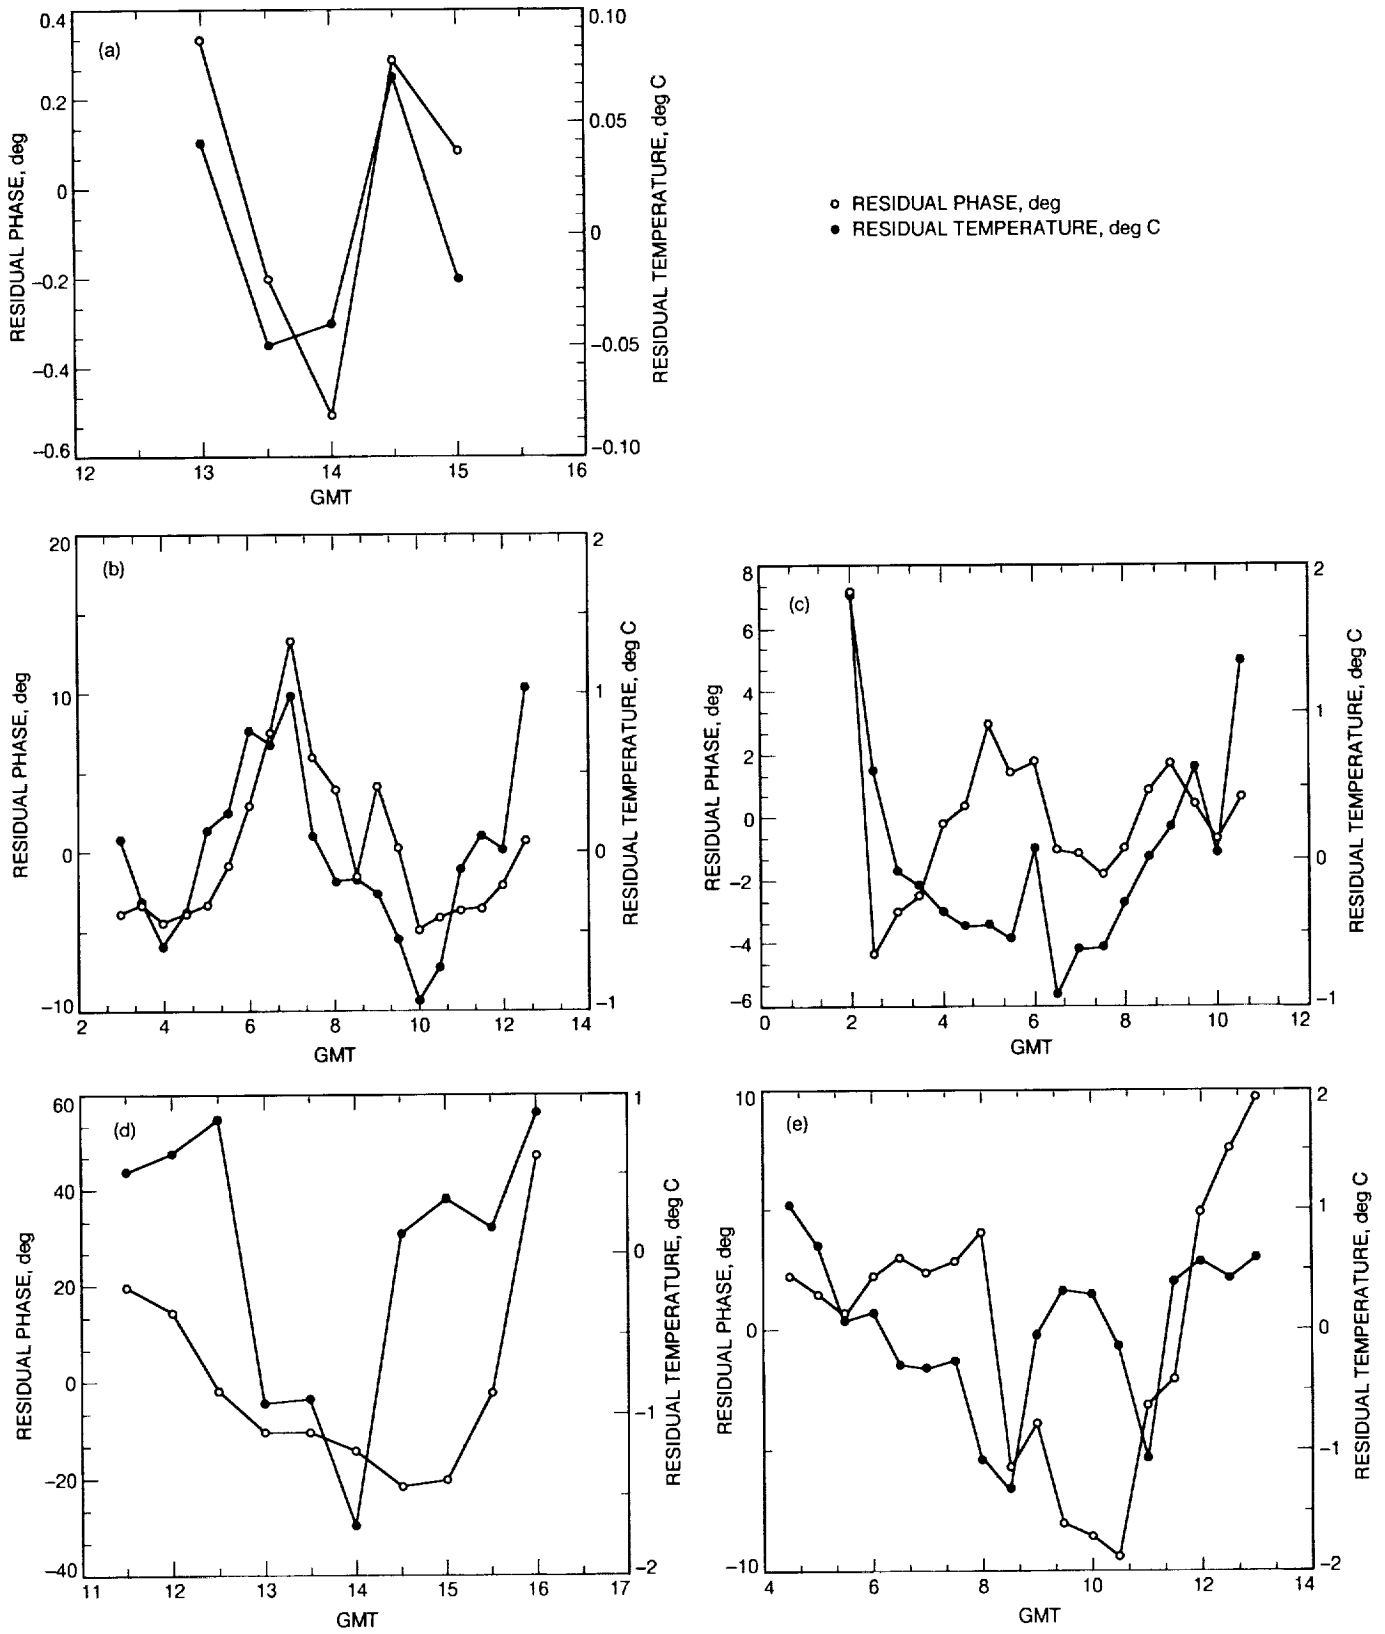 (a)
RESIDUAL PHASE, deg
0.4
0.2
0
−0.2
−0.4
−0.6
0.10
0.05
0
−0.05
−0.10
RESIDUAL TEMPERATURE, deg C
12 13 14 15 16
GMT
RESIDUAL PHASE, deg
RESIDUAL TEMPERATURE, deg C
(b)
RESIDUAL PHASE, deg
20
10
0
−10
2
1
0
−1
RESIDUAL TEMPERATURE, deg C
2 4 6 8 10 12 14
GMT
(c)
RESIDUAL PHASE, deg
8
6
4
2
0
−2
−4
−6
2
1
0
−1
RESIDUAL TEMPERATURE, deg C
0 2 4 6 8 10 12
GMT
(d)
RESIDUAL PHASE, deg
60
40
20
0
−20
−40
1
0
−1
−2
RESIDUAL TEMPERATURE, deg C
11 12 13 14 15 16 17
GMT
(e)
RESIDUAL PHASE, deg
10
0
−10
2
1
0
−1
−2
RESIDUAL TEMPERATURE, deg C
4 6 8 10 12 14
GMT